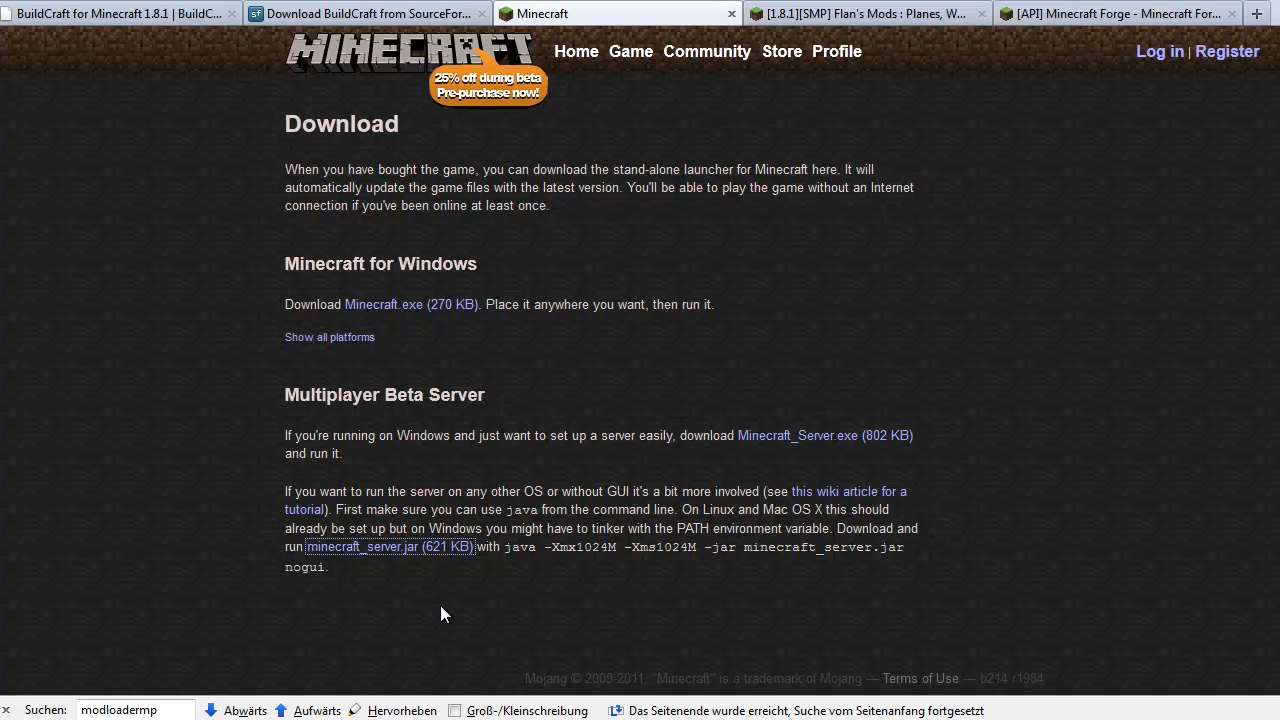 BuildCraft for Minecraft 1.8.1 | BuildC...
Download BuildCraft from SourceFor...
Minecraft
[1.8.1][SMP] Flan's Mods : Planes, W...
[API] Minecraft Forge - Minecraft For...
MINECRAFT
Home Game Community Store Profile
Log in | Register
25% off during beta
Pre-purchase now!
Download
When you have bought the game, you can download the stand-alone launcher for Minecraft here. It will
automatically update the game files with the latest version. You'll be able to play the game without an Internet
connection if you've been online at least once.
Minecraft for Windows
Download Minecraft.exe (270 KB). Place it anywhere you want, then run it.
Show all platforms
Multiplayer Beta Server
If you're running on Windows and just want to set up a server easily, download Minecraft_Server.exe (802 KB)
and run it.
If you want to run the server on any other OS or without GUI it's a bit more involved (see this wiki article for a
tutorial). First make sure you can use java from the command line. On Linux and Mac OS X this should
already be set up but on Windows you might have to tinker with the PATH environment variable. Download and
run minecraft_server.jar (621 KB) with java -Xmx1024M -Xms1024M -jar minecraft_server.jar
nogui.
Mojang © 2009-2011. "Minecraft" is a trademark of Mojang — Terms of Use — b214 r1984
Suchen: modloadermp Abwärts Aufwärts Hervorheben Groß-/Kleinschreibung Das Seitenende wurde erreicht, Suche vom Seitenanfang fortgesetzt